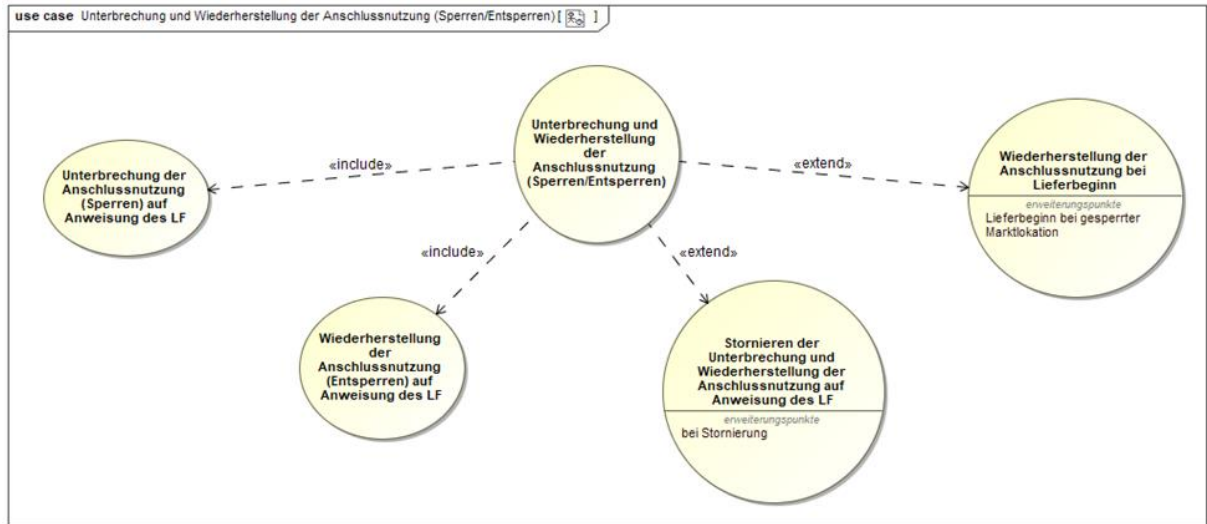 use case Unterbrechung und Wiederherstellung der Anschlussnutzung (Sperren/Entsperren) [ ]
Unterbrechung und
Wiederherstellung
der
Anschlussnutzung
(Sperren/Entsperren)
«include»
«extend»
Unterbrechung der
Anschlussnutzung
(Sperren) auf
Anweisung des LF
Wiederherstellung der
Anschlussnutzung bei
Lieferbeginn
erweiterungspunkte
Lieferbeginn bei gesperrter
Marktlokation
«include»
«extend»
Wiederherstellung
der
Anschlussnutzung
(Entsperren) auf
Anweisung des LF
Stornieren der
Unterbrechung und
Wiederherstellung der
Anschlussnutzung auf
Anweisung des LF
erweiterungspunkte
bei Stornierung